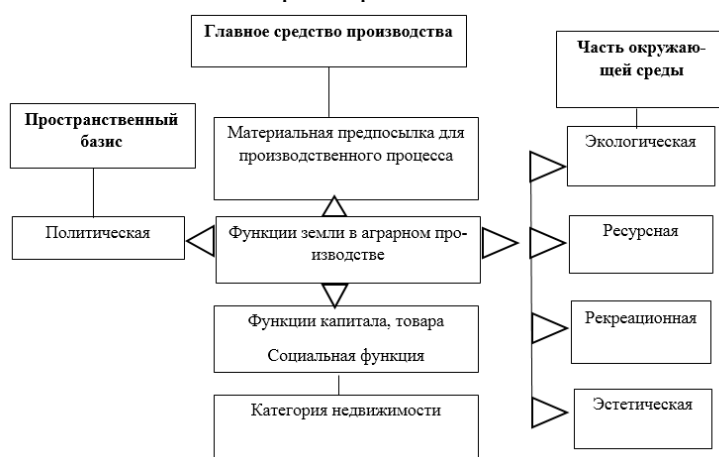 Главное средство производства
Часть окружаю-
щей среды
Пространственный
базис
Материальная предпосылка для
производственного процесса
Экологическая
Политическая
Функции земли в аграрном про-
изводстве
Ресурсная
Функции капитала, товара
Социальная функция
Рекреационная
Категория недвижимости
Эстетическая